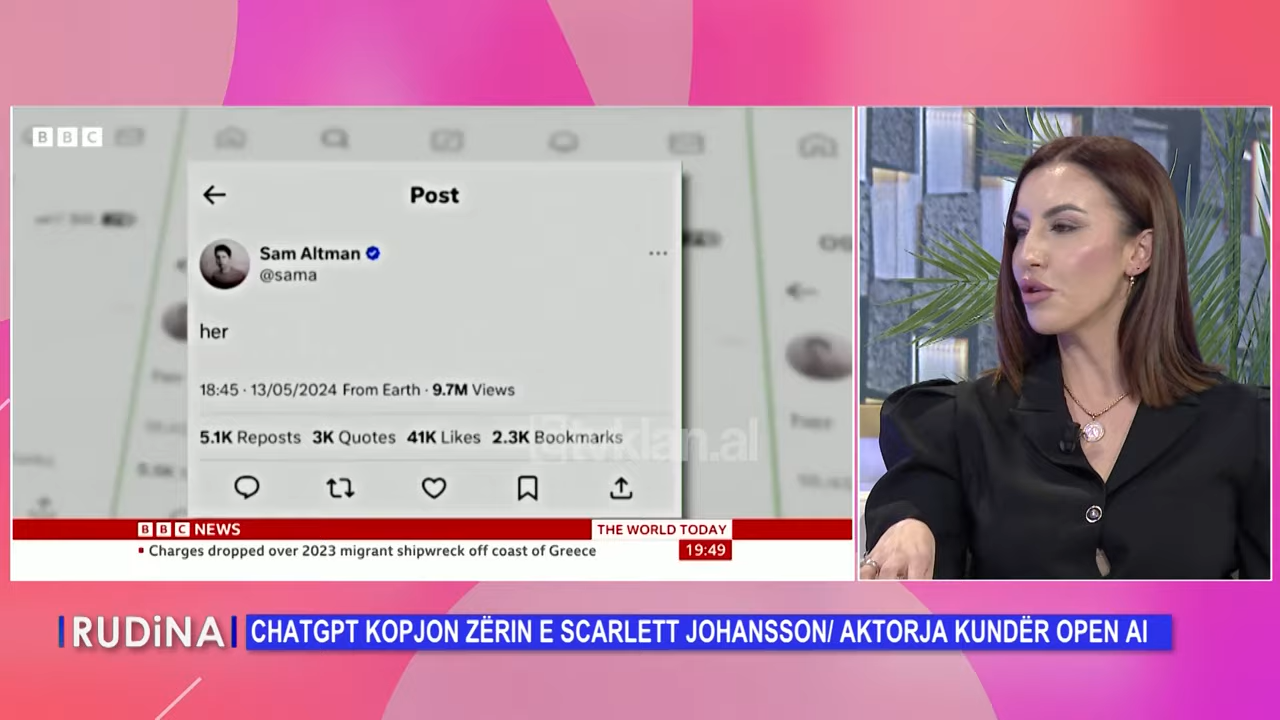 BBC
Post
Sam Altman
@sama
her
18:45 · 13/05/2024 From Earth · 9.7M Views
5.1K Reposts 3K Quotes 41K Likes 2.3K Bookmarks
tvklan.al
BBC NEWS
THE WORLD TODAY
Charges dropped over 2023 migrant shipwreck off coast of Greece
19:49
RUDiNA
CHATGPT KOPJON ZËRIN E SCARLETT JOHANSSON/ AKTORJA KUNDËR OPEN AI